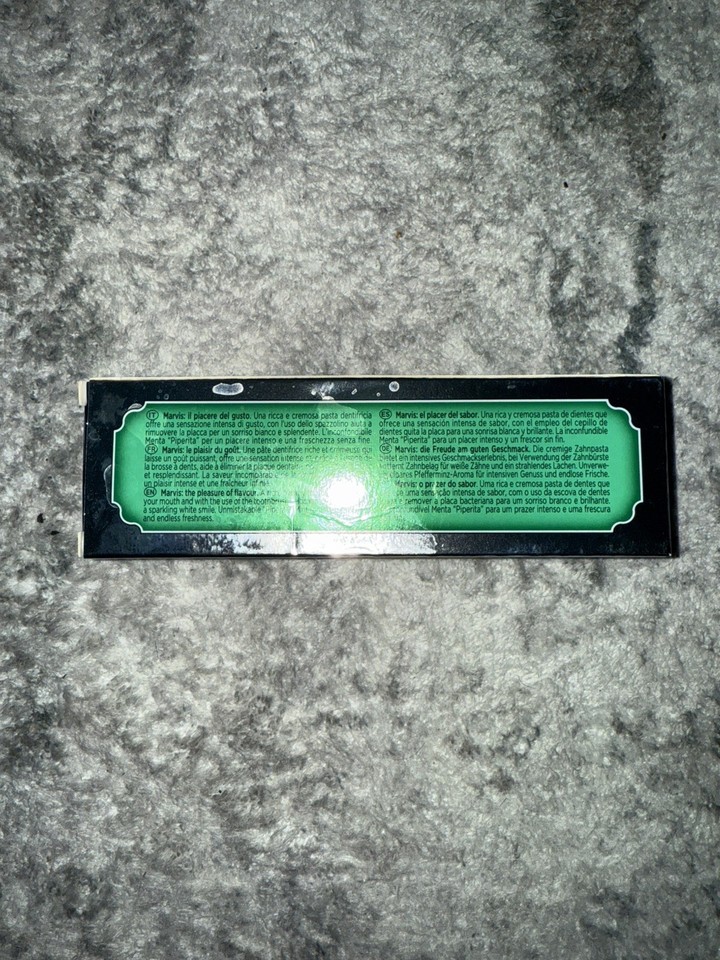 IT Marvis: il piacere del gusto. Una ricca e cremosa pasta dentifricia
offre una sensazione intensa di gusto, con l'uso dello spazzolino aiuta a
rimuovere la placca per un sorriso bianco e splendente. L'inconfondibile
Menta "Piperita" per un piacere intenso e una freschezza senza fine.
FR Marvis: le plaisir du goût. Une pâte dentifrice riche et crémeuse qui
laisse un goût puissant, offre une sensation intense
la brosse à dents, aide à éliminer la plaque
et resplendissant. La saveur incomparable
un plaisir intense et une fraîcheur
EN Marvis: the pleasure of flavour. A
your mouth and with the use of the
a sparkling white smile. Unmistakable
and endless freshness.
ES Marvis: el placer del sabor. Una rica y cremosa pasta de dientes que
ofrece una sensación intensa de sabor, con el empleo del cepillo de
dientes quita la placa para una sonrisa blanca y brillante. La inconfundible
Menta "Piperita" para un placer intenso y un frescor sin fin.
DE Marvis: die Freude am guten Geschmack. Die cremige Zahnpasta
bietet ein intensives Geschmackserlebnis, bei Verwendung der Zahnbürste
entfernt Zahnbelag für weiße Zähne und ein strahlendes Lachen. Unverwe-
Pfefferminz-Aroma für intensiven Genuss und endlose Frische.
Marvis: o prazer do sabor. Uma rica e cremosa pasta de dentes que
uma sensação intensa de sabor, com o uso da escova de dentes
remover a placa bacteriana para um sorriso branco e brilhante.
Menta "Piperita" para um prazer intenso e uma frescura